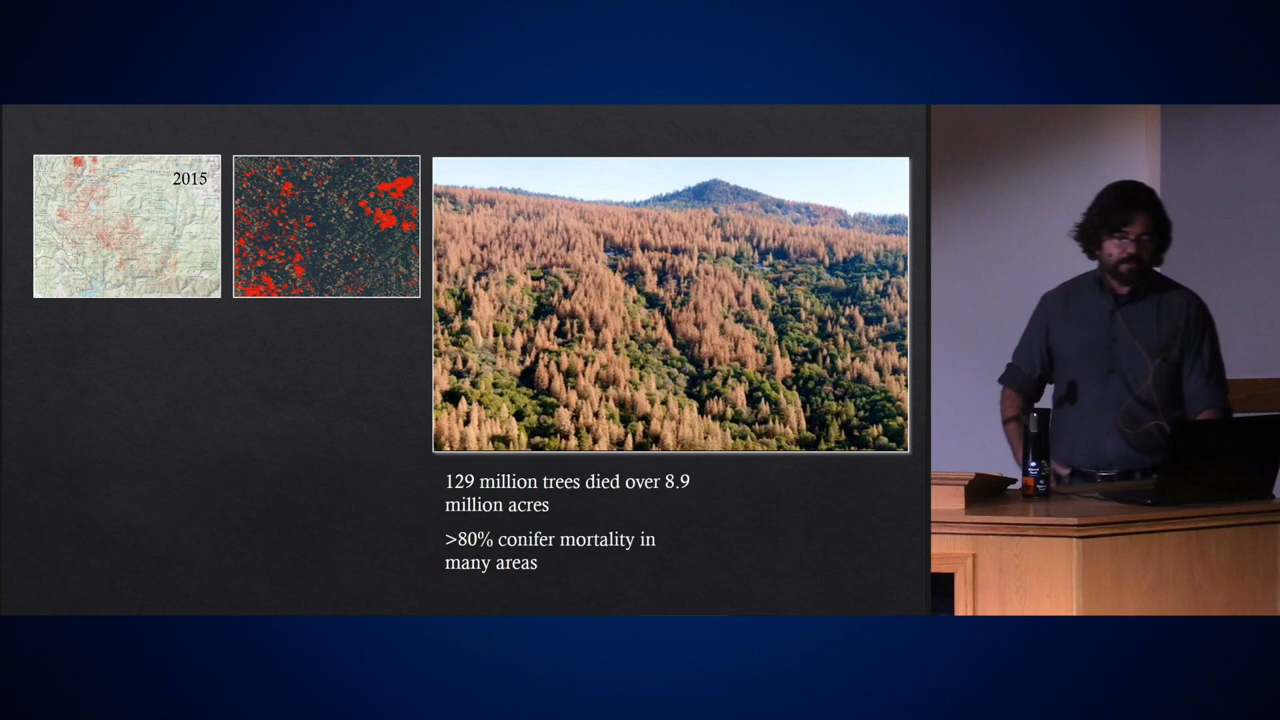 2015
129 million trees died over 8.9
million acres
>80% conifer mortality in
many areas